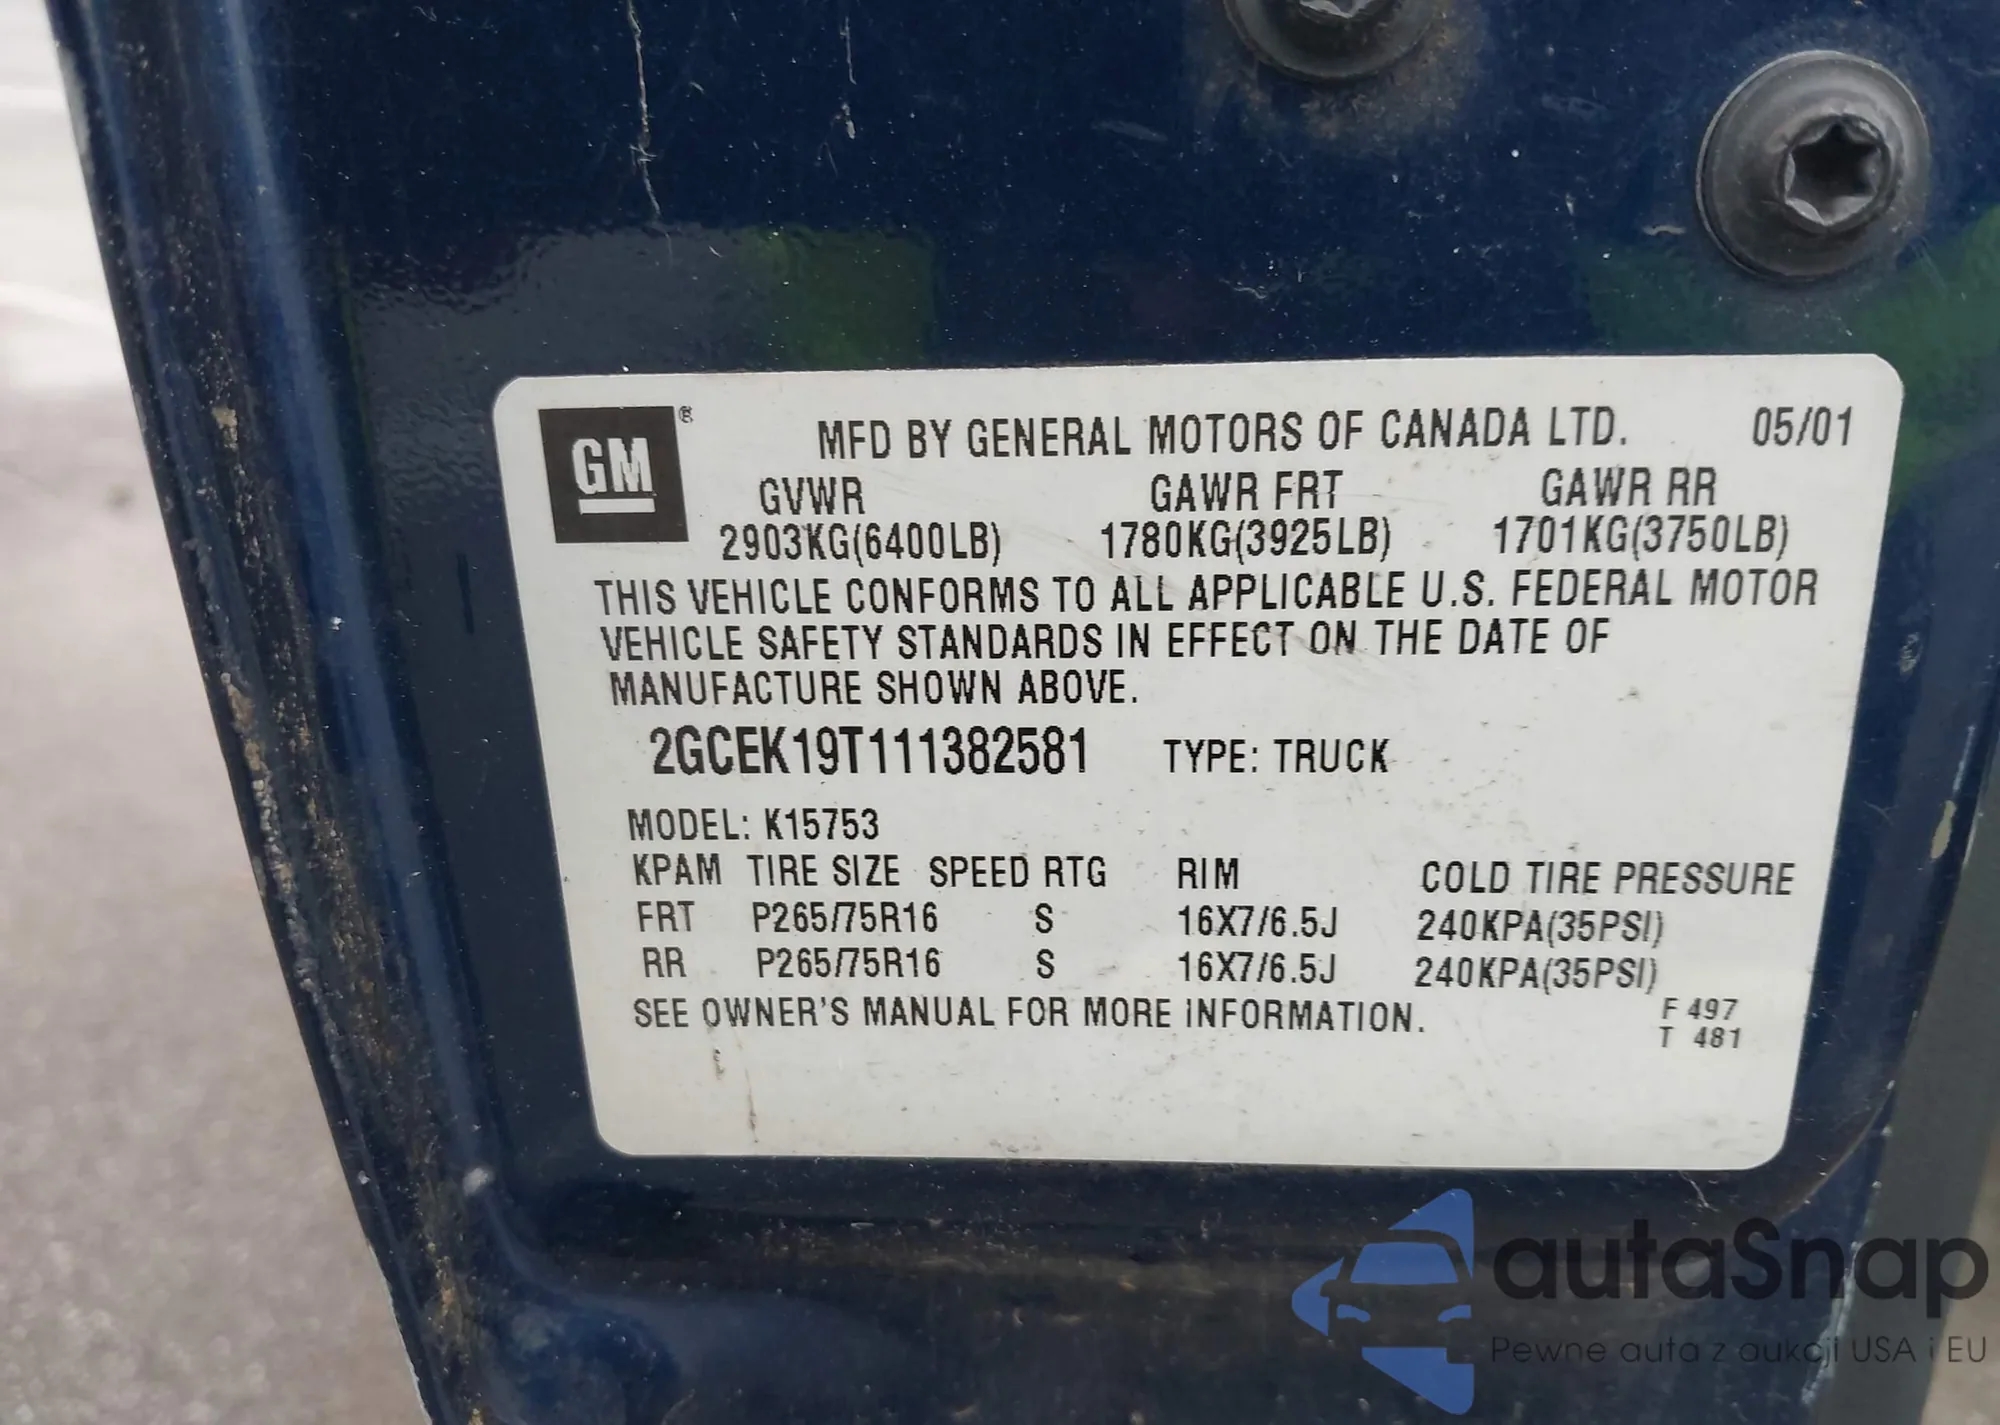 GM ®
MFD BY GENERAL MOTORS OF CANADA LTD. 05/01
GVWR GAWR FRT GAWR RR
2903KG(6400LB) 1780KG(3925LB) 1701KG(3750LB)
THIS VEHICLE CONFORMS TO ALL APPLICABLE U.S. FEDERAL MOTOR
VEHICLE SAFETY STANDARDS IN EFFECT ON THE DATE OF
MANUFACTURE SHOWN ABOVE.
2GCEK19T111382581 TYPE: TRUCK
MODEL: K15753
KPAM TIRE SIZE SPEED RTG RIM COLD TIRE PRESSURE
FRT P265/75R16 S 16X7/6.5J 240KPA(35PSI)
RR P265/75R16 S 16X7/6.5J 240KPA(35PSI)
SEE OWNER'S MANUAL FOR MORE INFORMATION.
F 497
T 481
autaSnap
Pewne auta z aukcji USA i EU